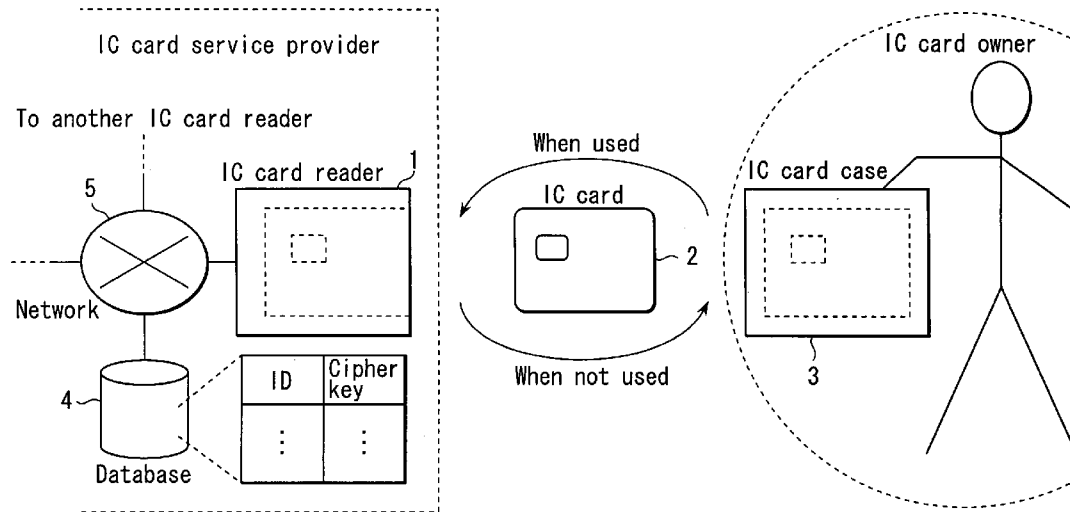 IC card service provider
To another IC card reader
IC card reader
1
5
Network
4
ID
Cipher
key
⋮
⋮
Database
When used
IC card
2
When not used
IC card owner
IC card case
3